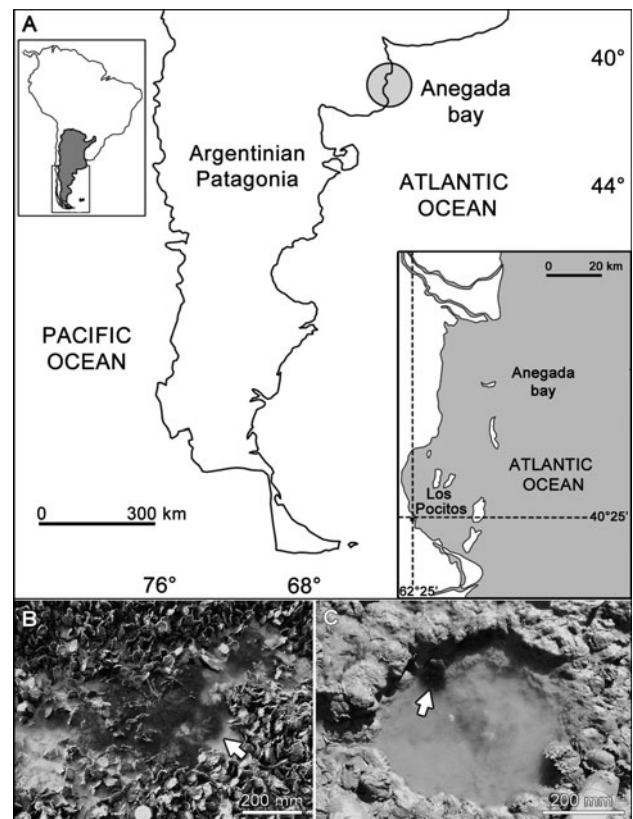 A
40°
Anegada
bay
Argentinian
Patagonia
ATLANTIC
OCEAN
44°
0 20 km
PACIFIC
OCEAN
Anegada
bay
ATLANTIC
OCEAN
Los
Pocitos
40°25'
0 300 km
76° 68°
62°25'
B
200 mm
C
200 mm